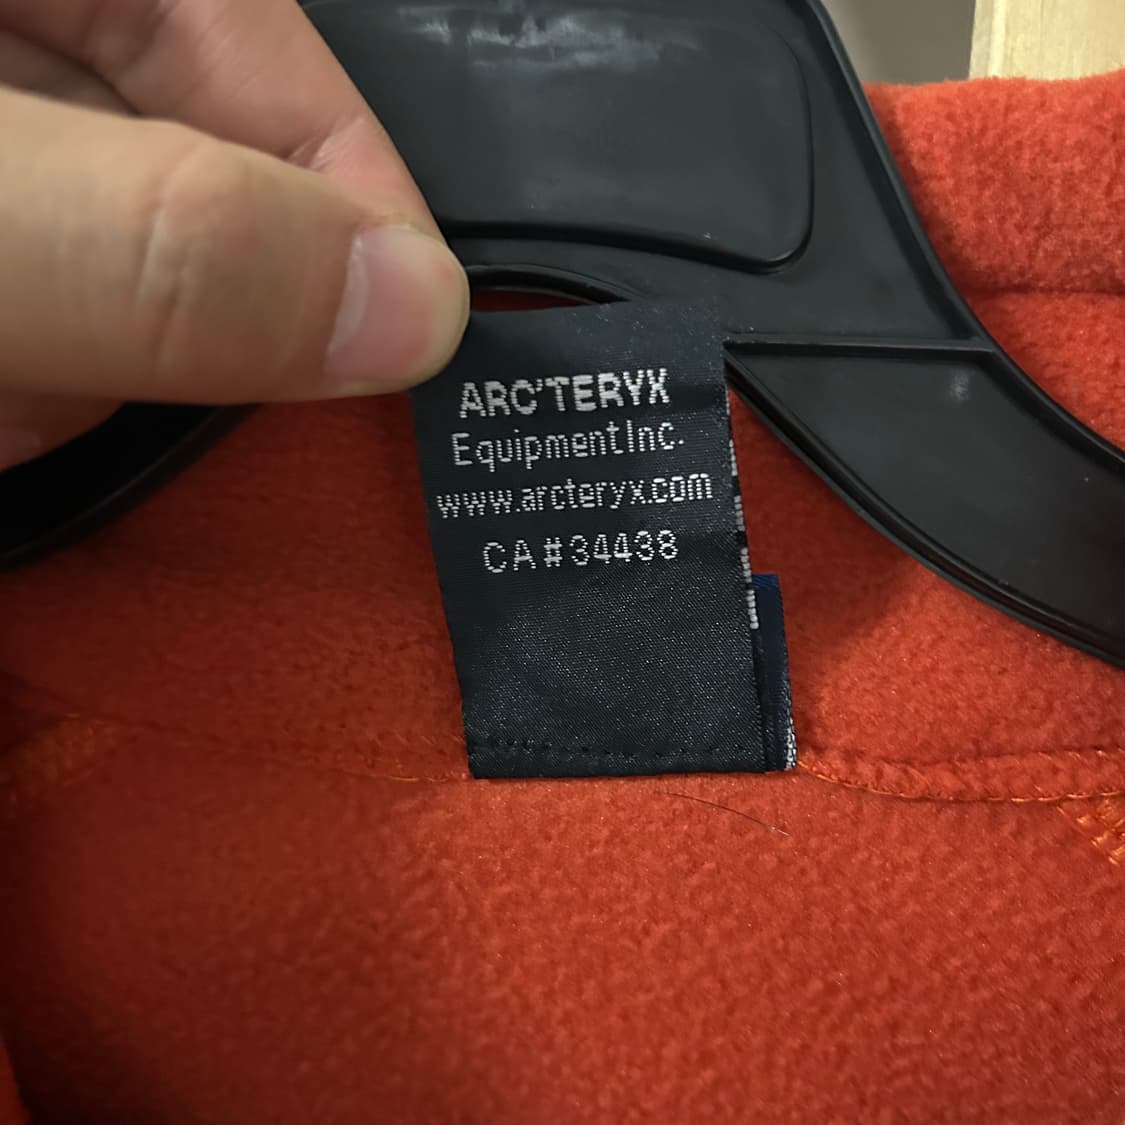 ARC'TERYX
Equipment Inc.
www.arcteryx.com
CA#34438